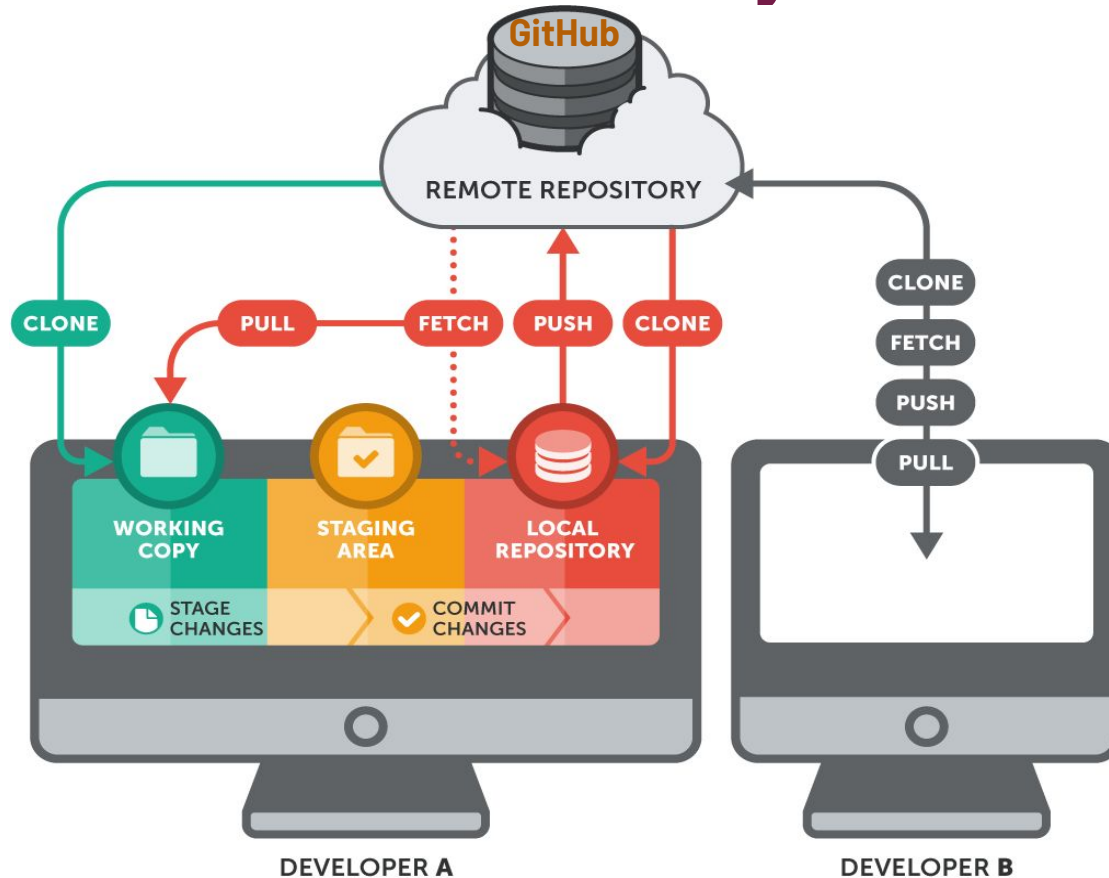 GitHub
REMOTE REPOSITORY
CLONE
PULL
FETCH
PUSH
CLONE
CLONE
FETCH
PUSH
PULL
WORKING
COPY
STAGING
AREA
LOCAL
REPOSITORY
STAGE
CHANGES
COMMIT
CHANGES
DEVELOPER A
DEVELOPER B